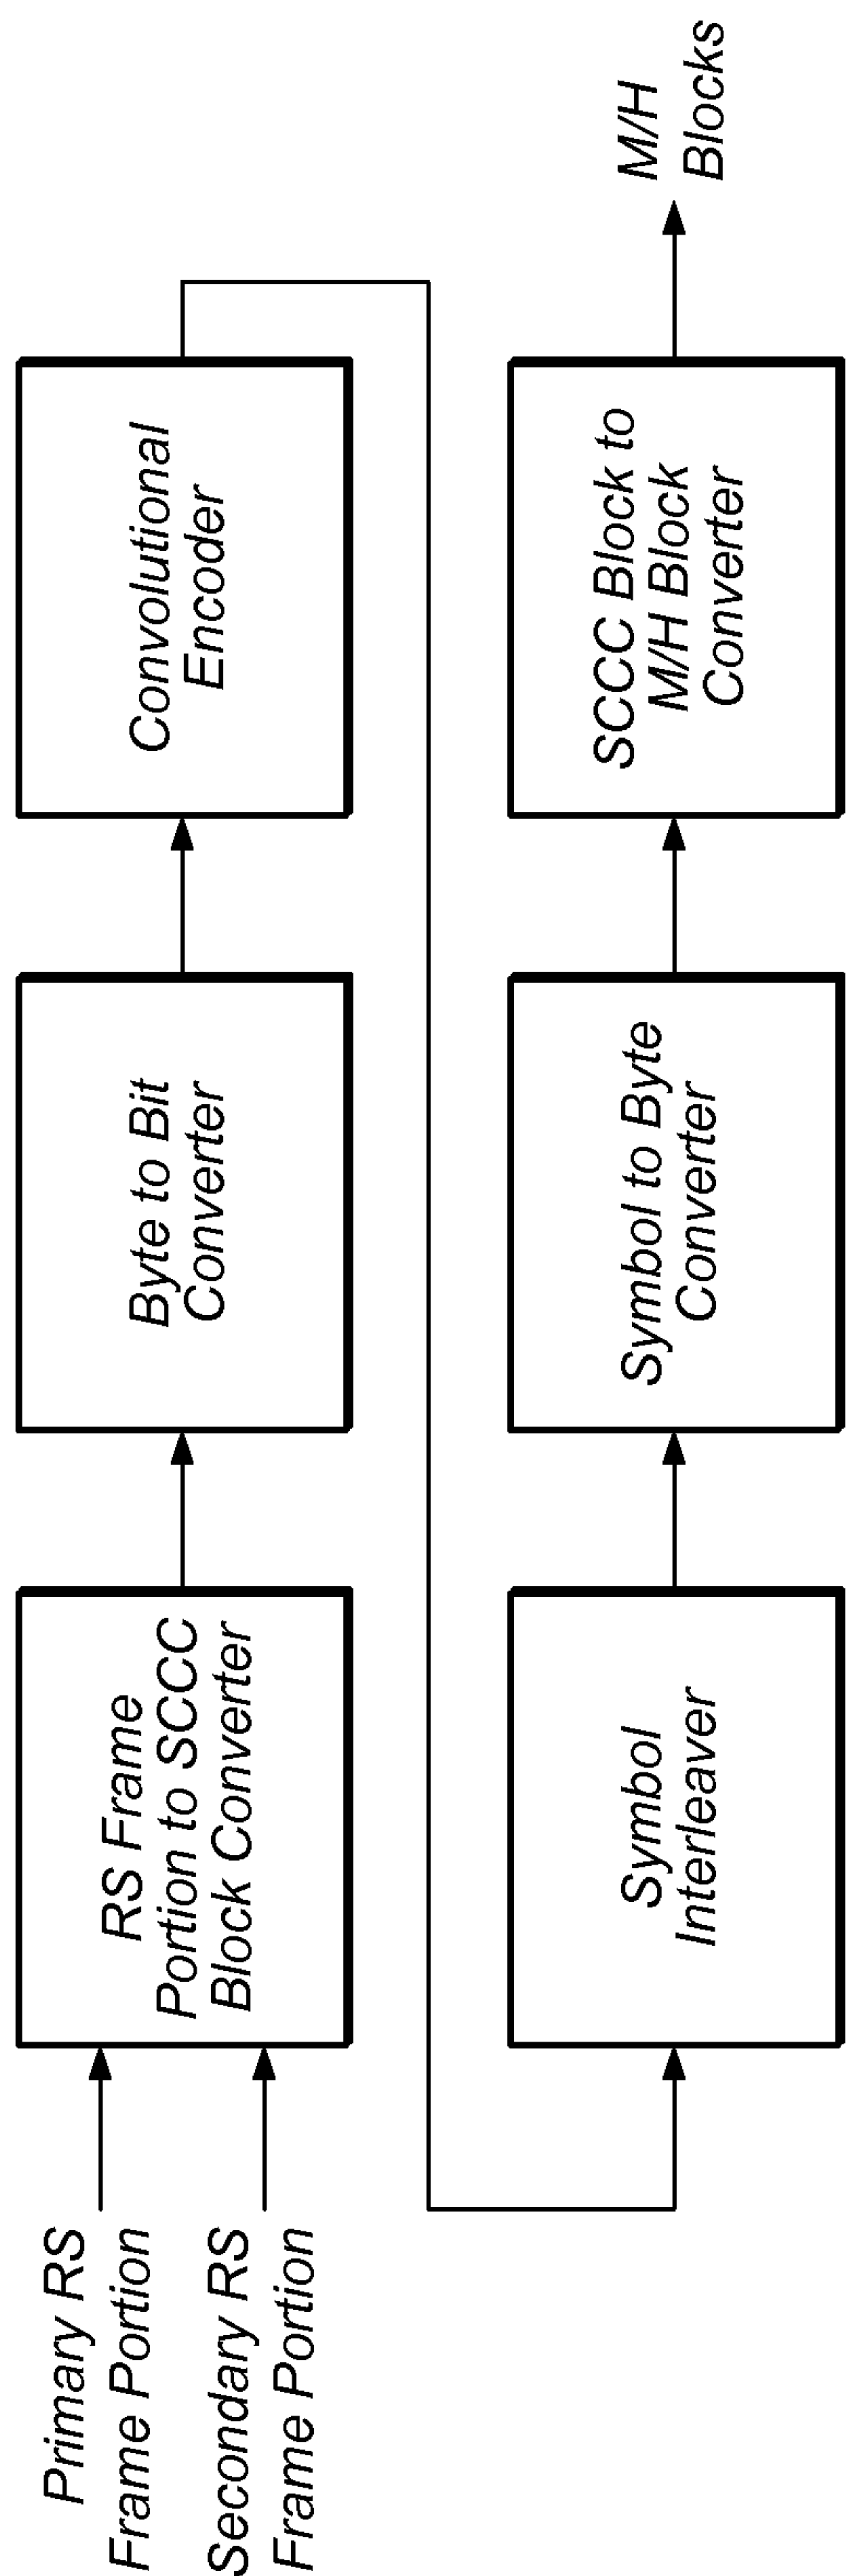 Primary RS
Frame Portion
Secondary RS
Frame Portion
RS Frame
Portion to SCCC
Block Converter
Byte to Bit
Converter
Convolutional
Encoder
Symbol
Interleaver
Symbol to Byte
Converter
SCCC Block to
M/H Block
Converter
M/H
Blocks